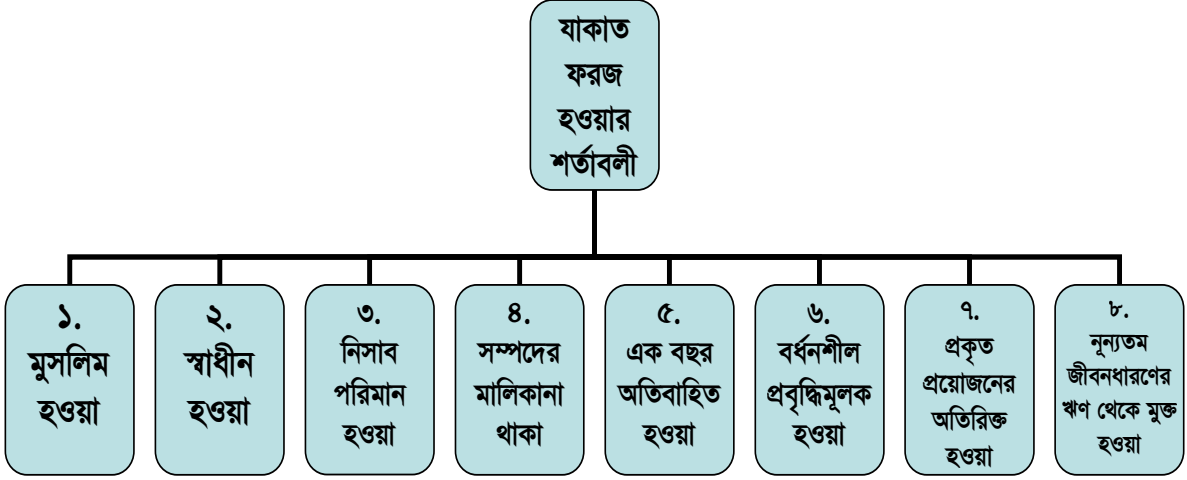 যাকাত
ফরজ
হওয়ার
শর্তাবলী
১.
মুসলিম
হওয়া
২.
স্বাধীন
হওয়া
৩.
নিসাব
পরিমান
হওয়া
৪.
সম্পদের
মালিকানা
থাকা
৫.
এক বছর
অতিবাহিত
হওয়া
৬.
বর্ধনশীল
প্রবৃদ্ধিমূলক
হওয়া
৭.
প্রকৃত
প্রয়োজনের
অতিরিক্ত
হওয়া
৮.
নূন্যতম
জীবনধারণের
ঋণ থেকে মুক্ত
হওয়া